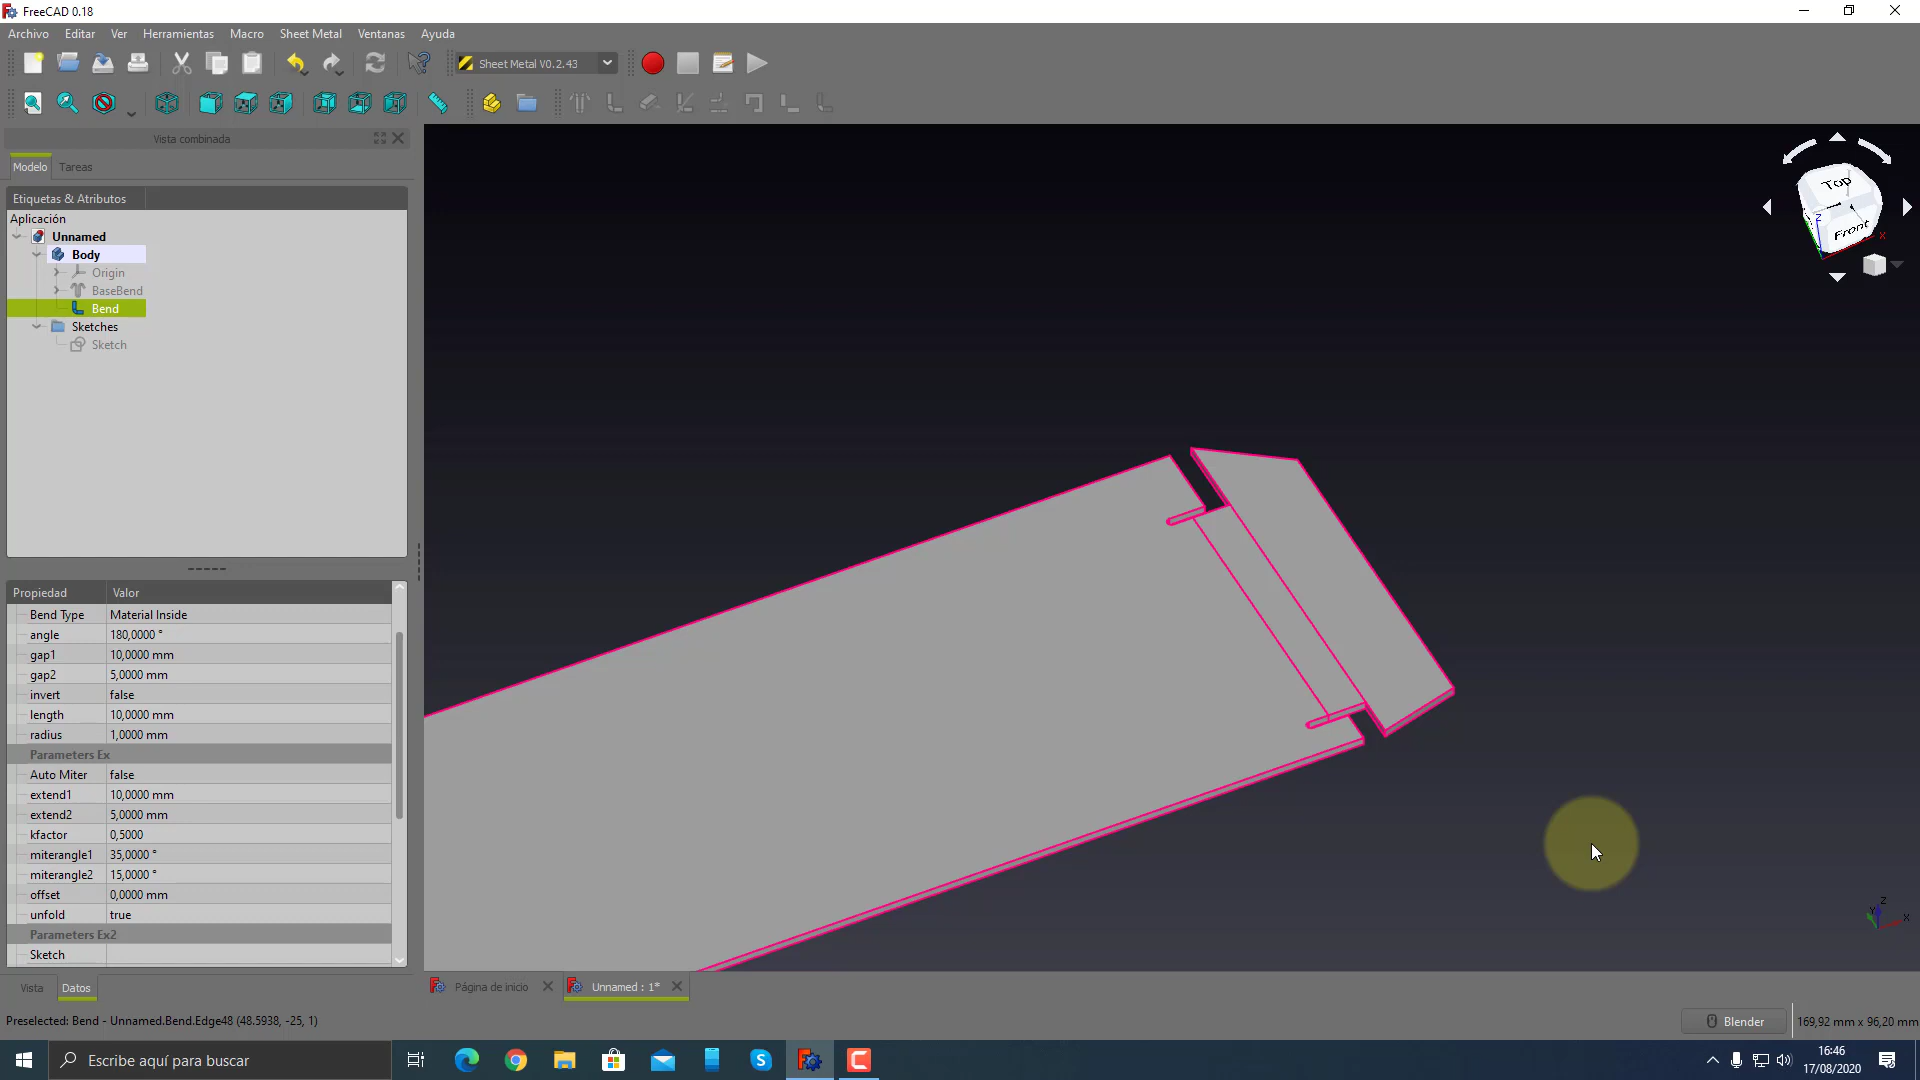 FreeCAD 0.18
Archivo Editar Ver Herramientas Macro Sheet Metal Ventanas Ayuda
Sheet Metal V0.2.43
Vista combinada
Modelo Tareas
Etiquetas & Atributos
Aplicación
Unnamed
Body
Origin
BaseBend
Bend
Sketches
Sketch
Top
Front
Z
X
Propiedad Valor
Bend Type Material Inside
angle 180,0000 °
gap1 10,0000 mm
gap2 5,0000 mm
invert false
length 10,0000 mm
radius 1,0000 mm
Parameters Ex
Auto Miter false
extend1 10,0000 mm
extend2 5,0000 mm
kfactor 0,5000
miterangle1 35,0000 °
miterangle2 15,0000 °
offset 0,0000 mm
unfold true
Parameters Ex2
Sketch
Z
Y
X
Vista Datos
Página de inicio Unnamed : 1*
Preselected: Bend - Unnamed.Bend.Edge48 (48.5938, -25, 1)
Blender 169,92 mm x 96,20 mm
Escribe aquí para buscar
16:46
17/08/2020